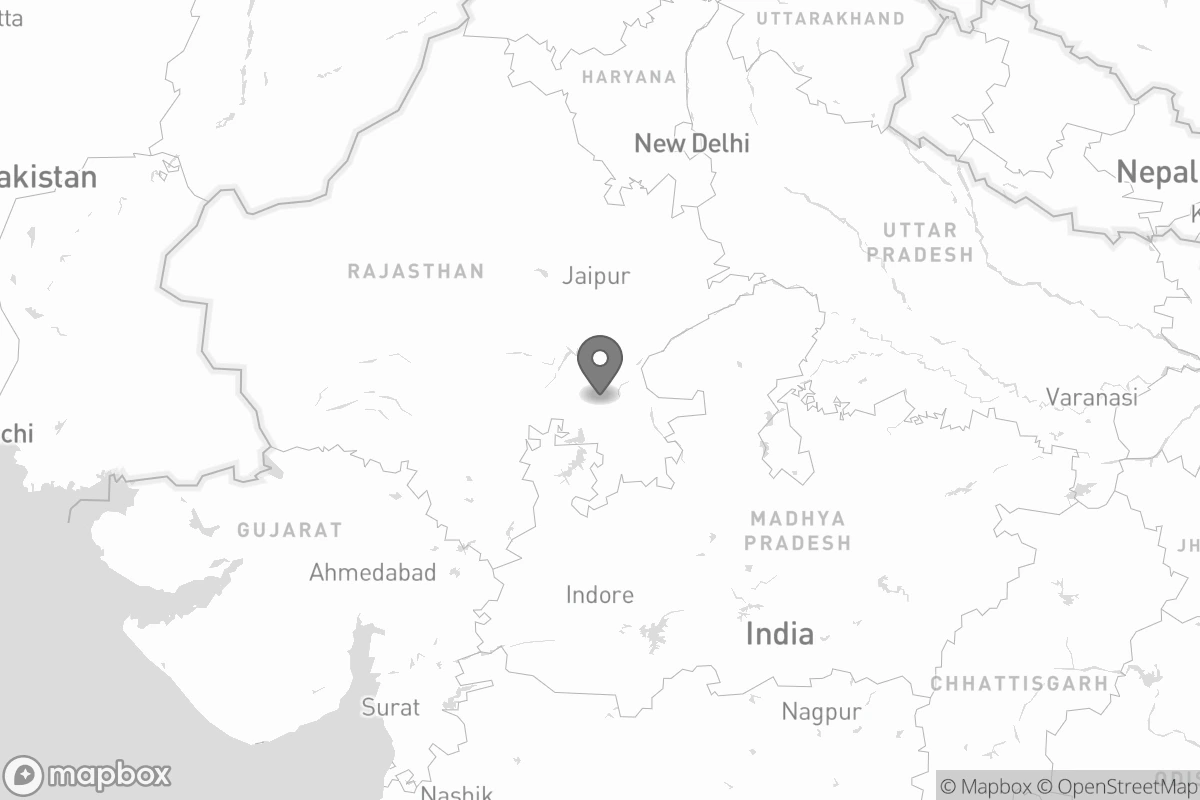 tta
UTTARAKHAND
HARYANA
New Delhi
akistan
Nepal
K
UTTAR
PRADESH
RAJASTHAN
Jaipur
Varanasi
chi
MADHYA
PRADESH
GUJARAT
JH
Ahmedabad
Indore
India
CHHATTISGARH
Surat
Nagpur
mapbox
ODIS
Nashik
© Mapbox © OpenStreetMap